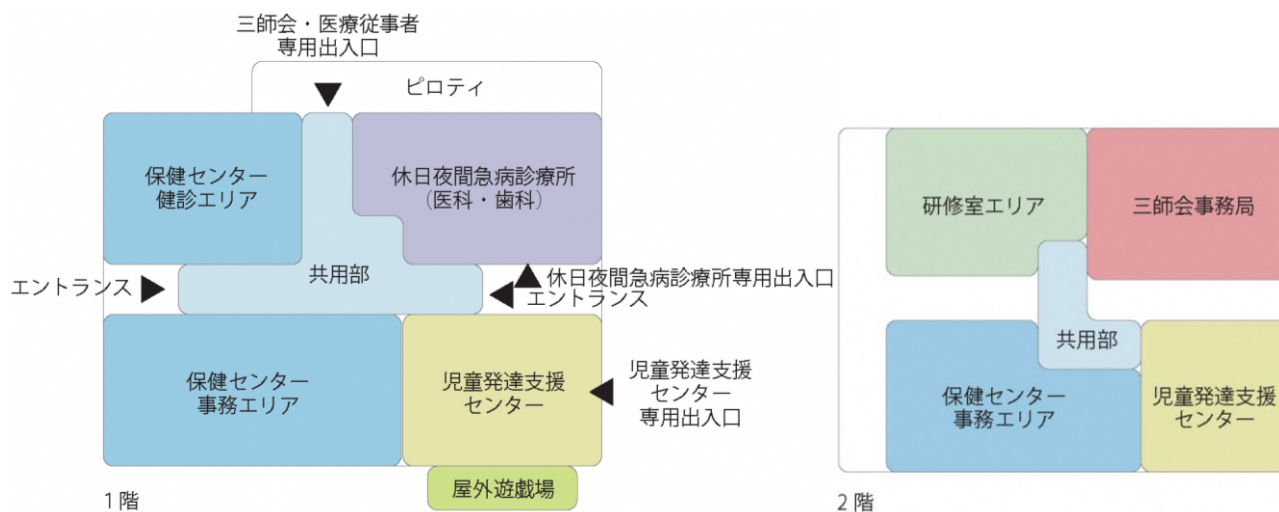 三師会・医療従事者
専用出入口
ピロティ
保健センター
健診エリア
休日夜間急病診療所
(医科・歯科)
共用部
エントランス
休日夜間急病診療所専用出入口
エントランス
保健センター
事務エリア
児童発達支援
センター
児童発達支援
センター
専用出入口
屋外遊戯場
1階
研修室エリア
三師会事務局
共用部
保健センター
事務エリア
児童発達支援
センター
2階